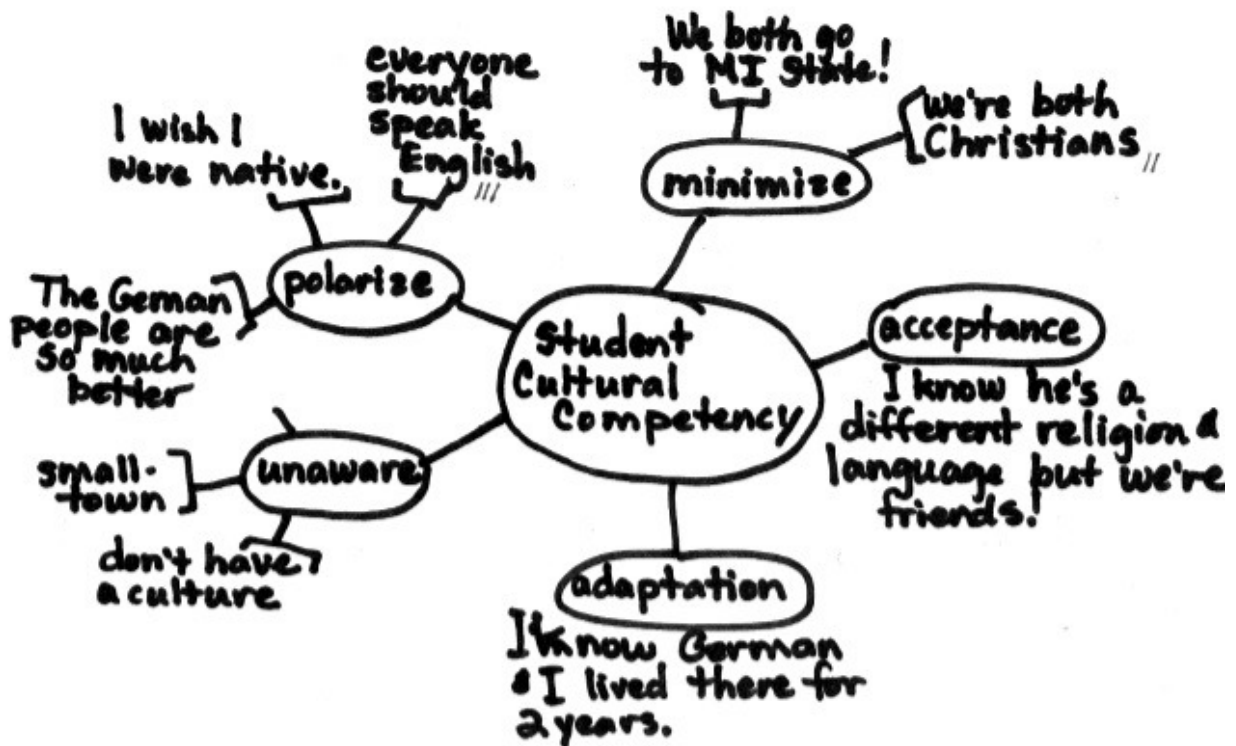 We both go
to MI State!
we're both
Christians
minimize
everyone
should
speak
English
I wish I
were native.
polarize
The Geman
people are
so much
better
Student
Cultural
Competency
acceptance
I know he's a
different religion &
language but we're
friends!
unaware
small-
town
don't have
a culture
adaptation
I know German
& I lived there for
2 years.